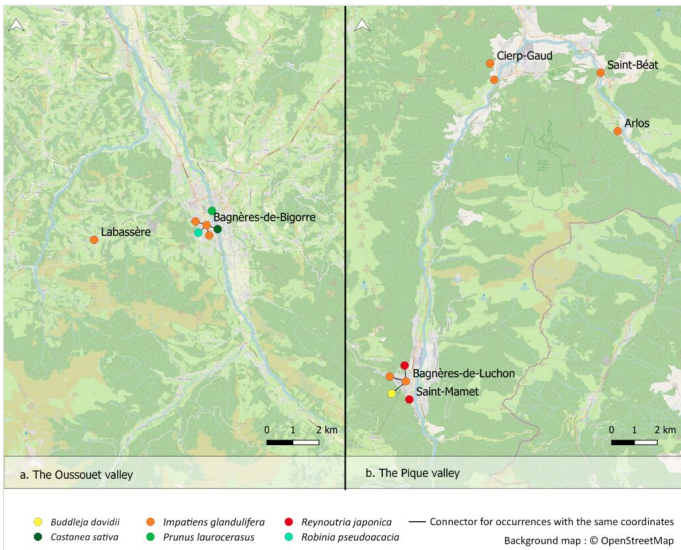 Cierp-Gaud
Saint-Béat
Arlos
Bagnères-de-Bigorre
Labassère
Bagnères-de-Luchon
Saint-Mamet
0 1 2 km
0 1 2 km
a. The Oussouet valley
b. The Pique valley
Buddleja davidii
Impatiens glandulifera
Reynoutria japonica
Connector for occurrences with the same coordinates
Castanea sativa
Prunus laurocerasus
Robinia pseudoacacia
Background map : © OpenStreetMap